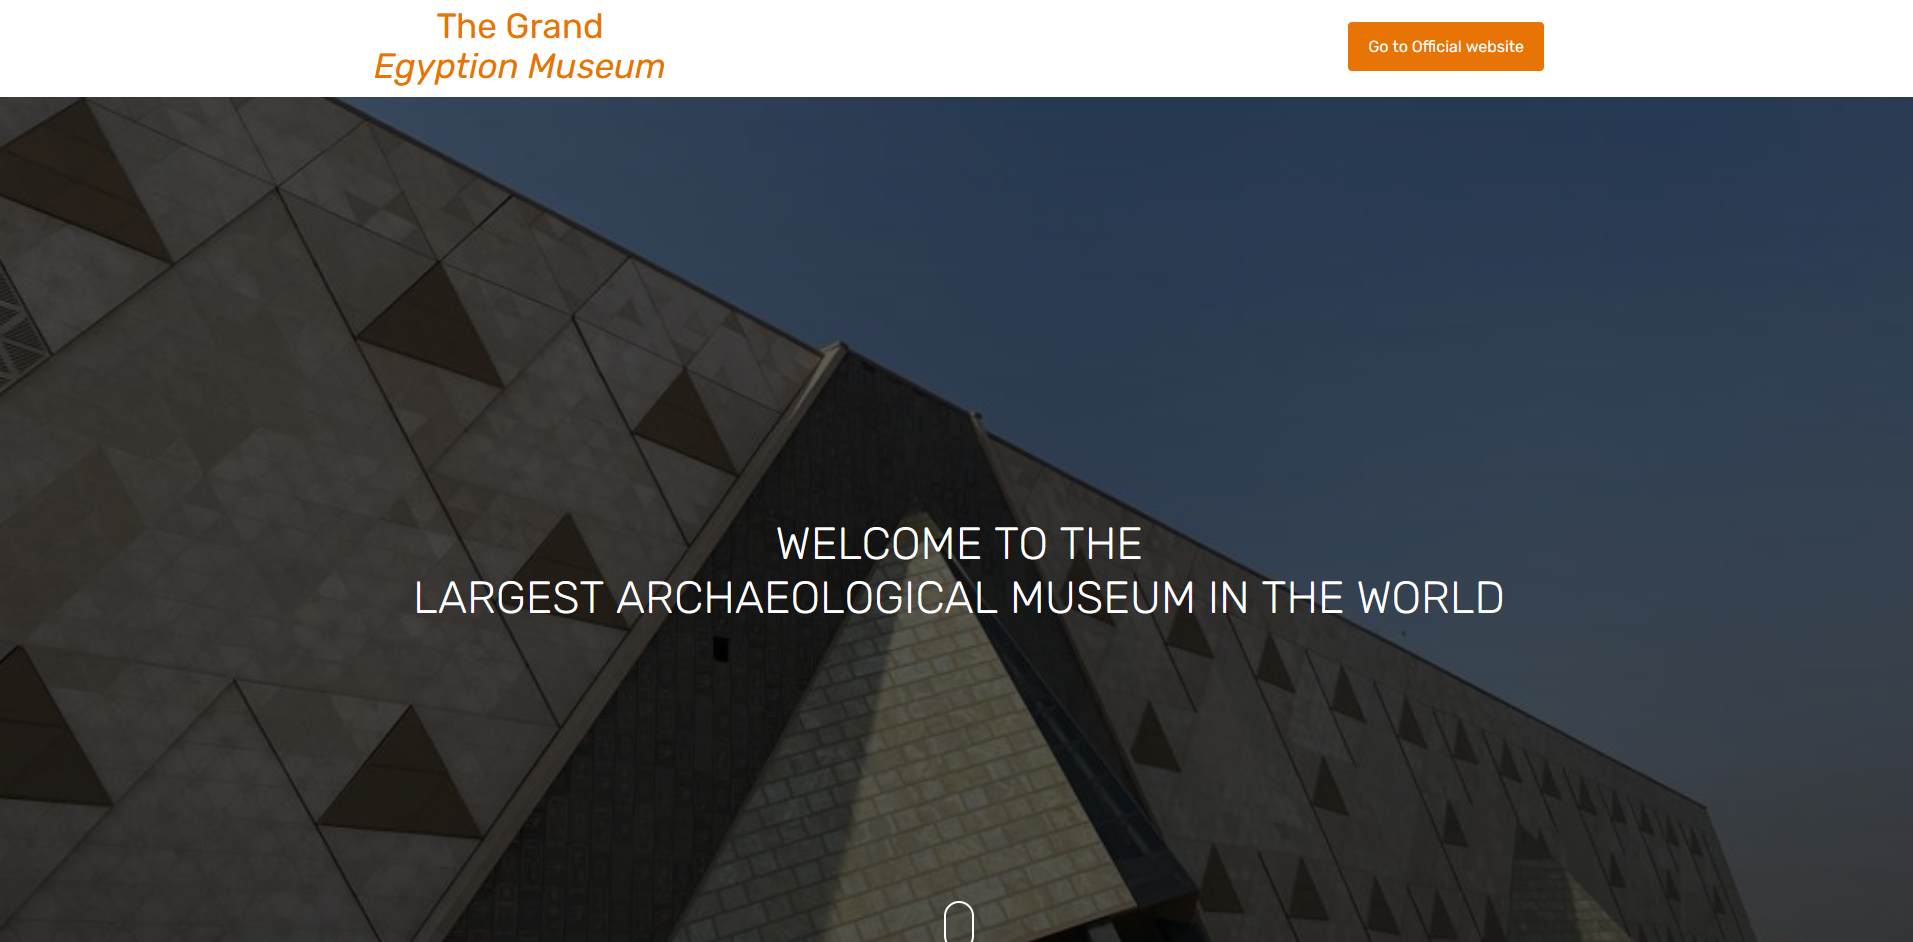 The Grand
Egyption Museum
Go to Official website
WELCOME TO THE
LARGEST ARCHAEOLOGICAL MUSEUM IN THE WORLD